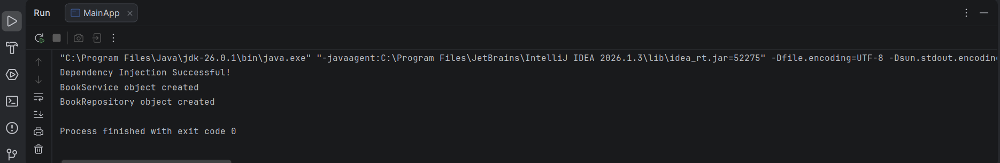 Run
MainApp
"C:\Program Files\Java\jdk-26.0.1\bin\java.exe" "-javaagent:C:\Program Files\JetBrains\IntelliJ IDEA 2026.1.3\lib\idea_rt.jar=52275" -Dfile.encoding=UTF-8 -Dsun.stdout.encoding
Dependency Injection Successful!
BookService object created
BookRepository object created
Process finished with exit code 0